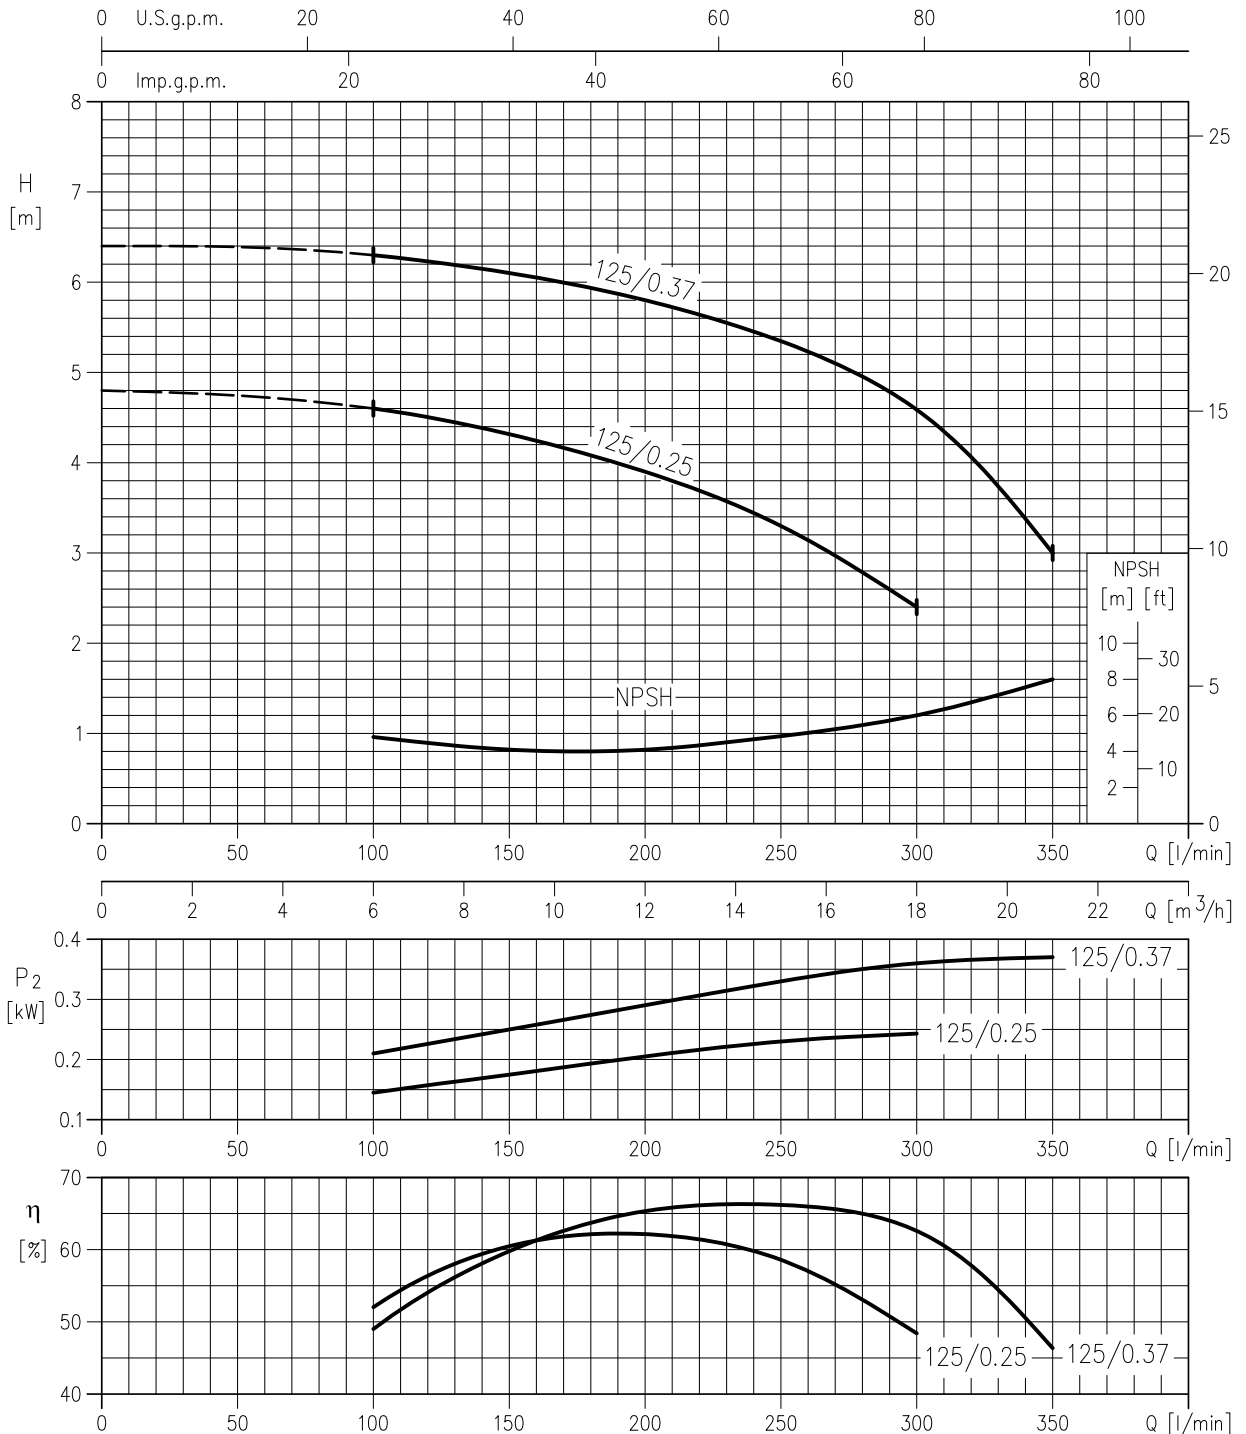 0 U.S.g.p.m. 20 40 60 80 100
0 Imp.g.p.m. 20 40 60 80
8
25
H
[m]
7
125/0.37
20
6
5
15
125/0.25
4
3
10
NPSH
[m] [ft]
2
10
30
8
5
NPSH
6
20
1
4
10
2
0
0
0 50 100 150 200 250 300 350 Q [l/min]
0 2 4 6 8 10 12 14 16 18 20 22 Q [m³/h]
0.4
P2
[kW]
125/0.37
0.3
125/0.25
0.2
0.1
0 50 100 150 200 250 300 350 Q [l/min]
70
η
[%]
60
50
125/0.25 125/0.37
40
0 50 100 150 200 250 300 350 Q [l/min]